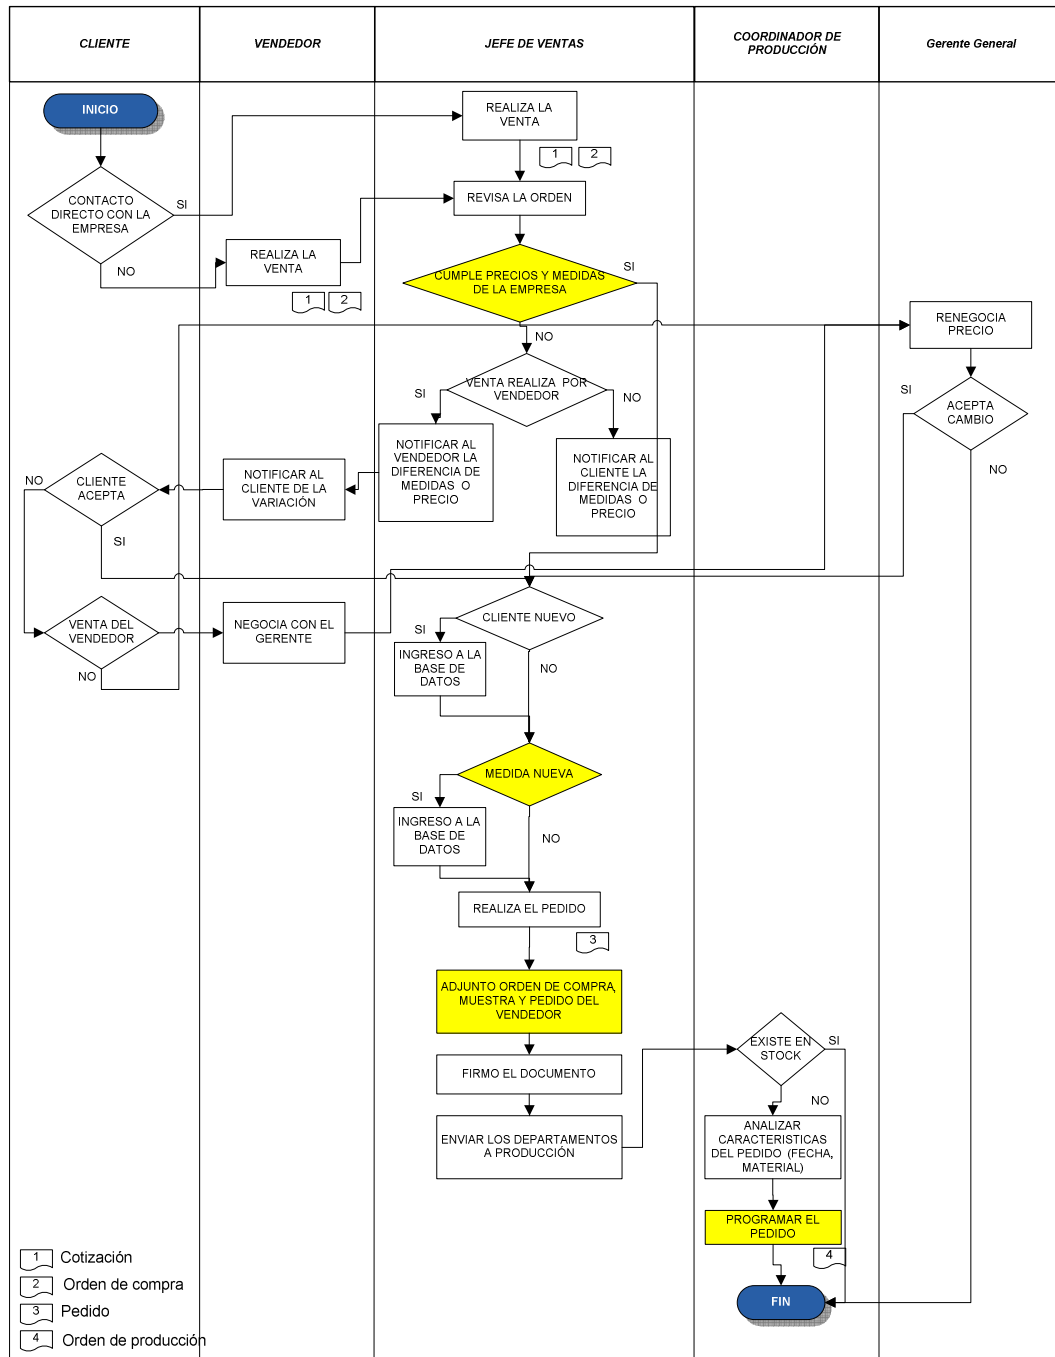 CLIENTE
VENDEDOR
JEFE DE VENTAS
COORDINADOR DE
PRODUCCIÓN
Gerente General
INICIO
REALIZA LA
VENTA
1
2
CONTACTO
DIRECTO CON LA
EMPRESA
SI
NO
REVISA LA ORDEN
REALIZA LA
VENTA
1
2
CUMPLE PRECIOS Y MEDIDAS
DE LA EMPRESA
SI
NO
RENEGOCIA
PRECIO
VENTA REALIZA POR
VENDEDOR
SI
NO
ACEPTA
CAMBIO
SI
NO
NOTIFICAR AL
VENDEDOR LA
DIFERENCIA DE
MEDIDAS O
PRECIO
NOTIFICAR AL
CLIENTE LA
DIFERENCIA DE
MEDIDAS O
PRECIO
NOTIFICAR AL
CLIENTE DE LA
VARIACIÓN
CLIENTE
ACEPTA
NO
SI
VENTA DEL
VENDEDOR
NO
NEGOCIA CON EL
GERENTE
CLIENTE NUEVO
SI
NO
INGRESO A LA
BASE DE
DATOS
MEDIDA NUEVA
SI
NO
INGRESO A LA
BASE DE
DATOS
REALIZA EL PEDIDO
3
ADJUNTO ORDEN DE COMPRA,
MUESTRA Y PEDIDO DEL
VENDEDOR
FIRMO EL DOCUMENTO
ENVIAR LOS DEPARTAMENTOS
A PRODUCCIÓN
EXISTE EN
STOCK
SI
NO
ANALIZAR
CARACTERISTICAS
DEL PEDIDO (FECHA,
MATERIAL)
PROGRAMAR EL
PEDIDO
4
FIN
1 Cotización
2 Orden de compra
3 Pedido
4 Orden de producción